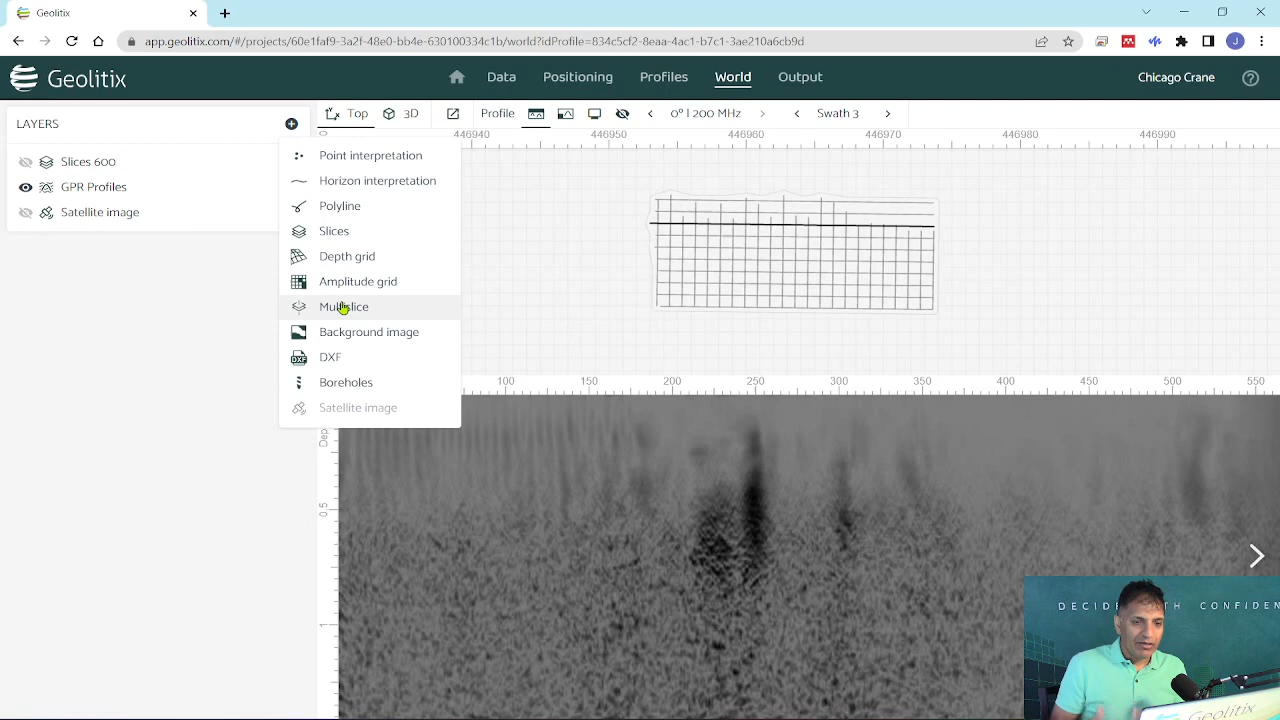 Geolitix
app.geolitix.com/#/projects/60e1faf9-3a2f-48e0-bb4e-630100334c1b/world?idProfile=834c5cf2-8eaa-4ac1-b7c1-3ae210a6cb9d
J
Geolitix
Data
Positioning
Profiles
World
Output
Chicago Crane
LAYERS
Top
3D
Profile
0° | 200 MHz
Swath 3
446940
446950
446960
446970
446980
446990
Slices 600
GPR Profiles
Satellite image
Point interpretation
Horizon interpretation
Polyline
Slices
Depth grid
Amplitude grid
Multislice
Background image
DXF
Boreholes
Satellite image
100
150
200
250
300
350
400
450
500
550
0.5
1
Geolitix